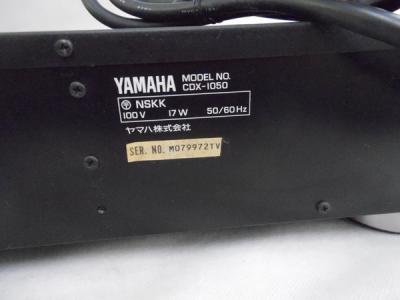 YAMAHA MODEL NO. CDX-1050
NSKK
100V 17W 50/60Hz
ヤマハ株式会社
SER. NO. M079972TV